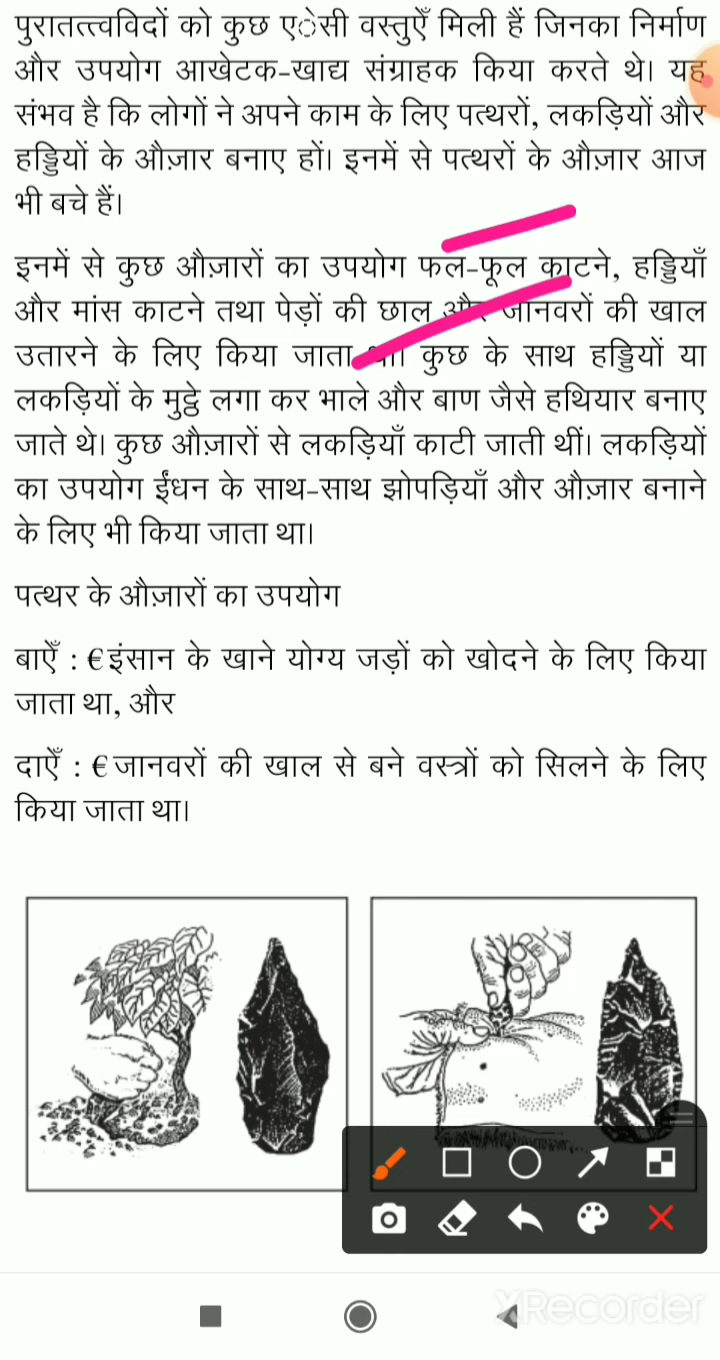 पुरातत्त्वविदों को कुछ एेसी वस्तुएँ मिली हैं जिनका निर्माण
और उपयोग आखेटक-खाद्य संग्राहक किया करते थे। यह
संभव है कि लोगों ने अपने काम के लिए पत्थरों, लकड़ियों और
हड्डियों के औज़ार बनाए हों। इनमें से पत्थरों के औज़ार आज
भी बचे हैं।
इनमें से कुछ औज़ारों का उपयोग फल-फूल काटने, हड्डियाँ
और मांस काटने तथा पेड़ों की छाल और जानवरों की खाल
उतारने के लिए किया जाता था। कुछ के साथ हड्डियों या
लकड़ियों के मुट्ठे लगा कर भाले और बाण जैसे हथियार बनाए
जाते थे। कुछ औज़ारों से लकड़ियाँ काटी जाती थीं। लकड़ियों
का उपयोग ईंधन के साथ-साथ झोपड़ियाँ और औज़ार बनाने
के लिए भी किया जाता था।
पत्थर के औज़ारों का उपयोग
बाएँ : €इंसान के खाने योग्य जड़ों को खोदने के लिए किया
जाता था, और
दाएँ : €जानवरों की खाल से बने वस्त्रों को सिलने के लिए
किया जाता था।
XRecorder